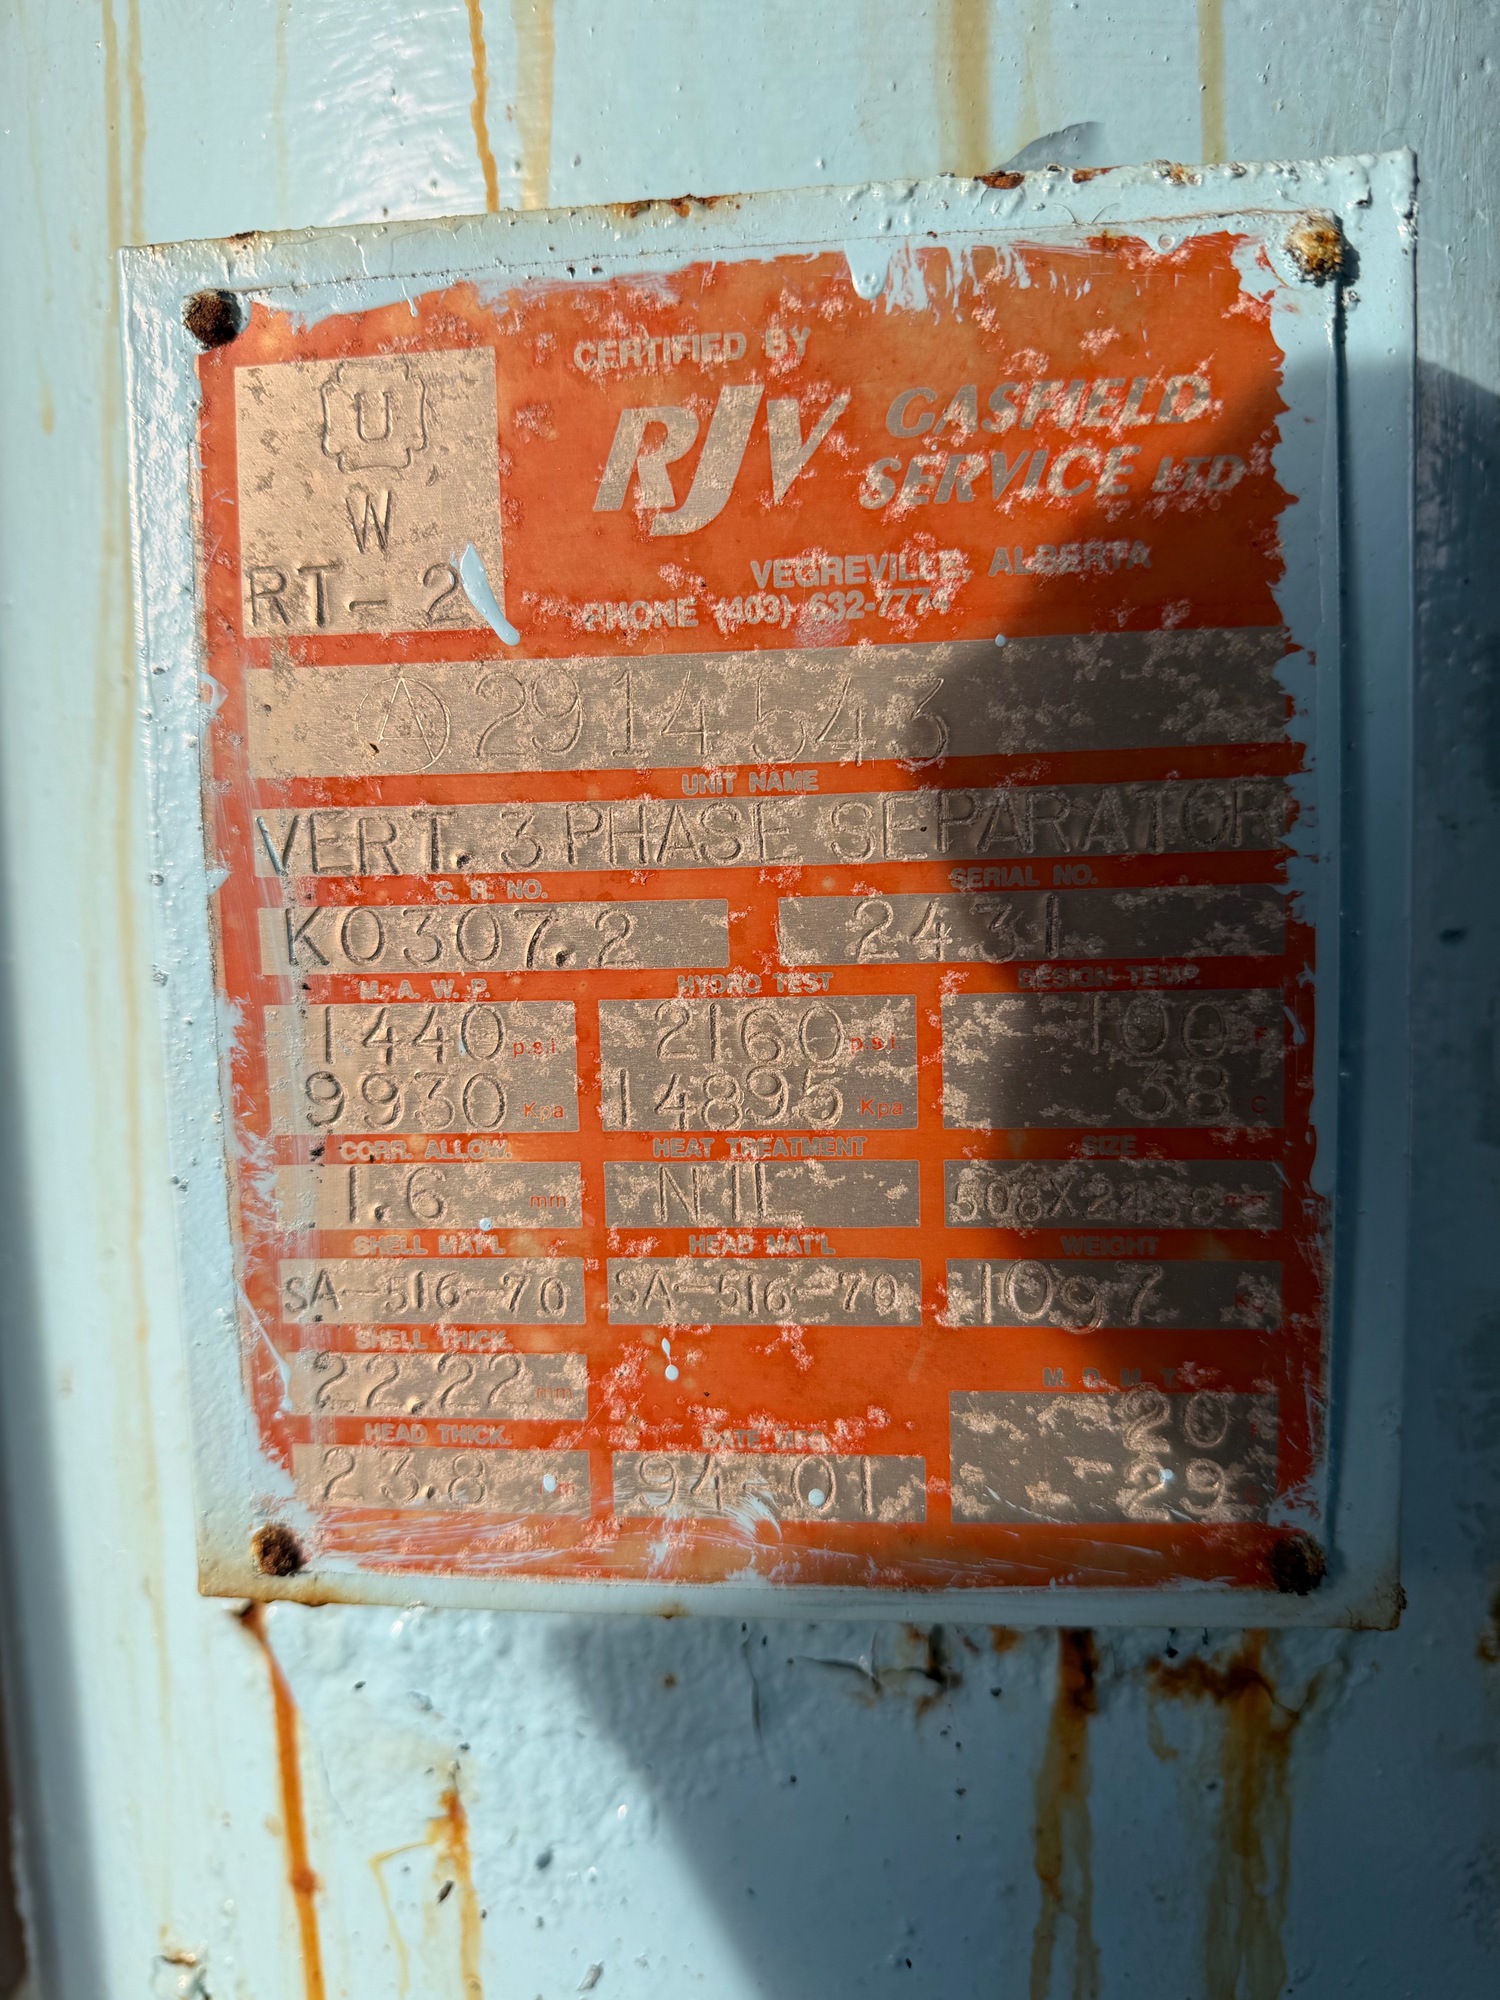 U
W
RT-2
CERTIFIED BY
RJV GASFIELD SERVICE LTD
VEGREVILLE, ALBERTA
PHONE (403) 632-7774
A 2914543
UNIT NAME
VERT. 3 PHASE SEPARATOR
C. R. NO. SERIAL NO.
K0307.2 2431
M. A. W. P. HYDRO TEST DESIGN TEMP.
1440 p.s.i. 2160 p.s.i. 100 °F
9930 Kpa 14895 Kpa 38 °C
CORR. ALLOW. HEAT TREATMENT SIZE
1.6 mm NIL 508X2438 mm
SHELL MAT'L HEAD MAT'L WEIGHT
SA-516-70 SA-516-70 1097 KG
SHELL THICK.
22.22 mm
M. D. M. T.
-20
HEAD THICK. DATE MFG.
23.8 94-01 -29